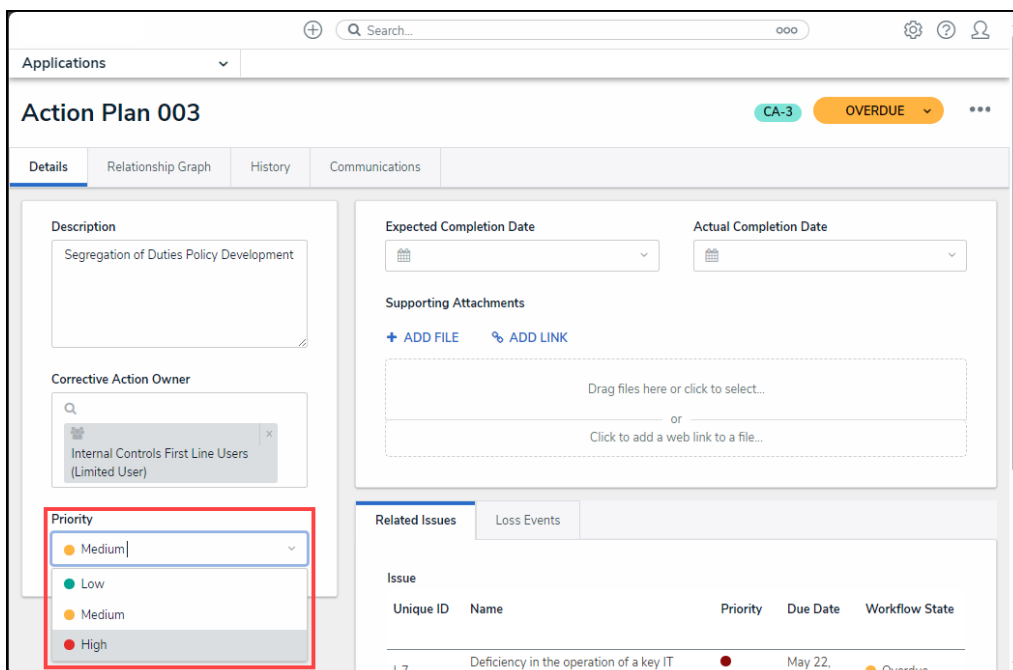 Search...
Applications
Action Plan 003
CA-3
OVERDUE
Details
Relationship Graph
History
Communications
Description
Segregation of Duties Policy Development
Corrective Action Owner
Internal Controls First Line Users
(Limited User)
Priority
Medium
Low
Medium
High
Expected Completion Date
Actual Completion Date
Supporting Attachments
+ ADD FILE
ADD LINK
Drag files here or click to select...
or
Click to add a web link to a file...
Related Issues
Loss Events
Issue
Unique ID Name Priority Due Date Workflow State
I-7 Deficiency in the operation of a key IT May 22, Overdue